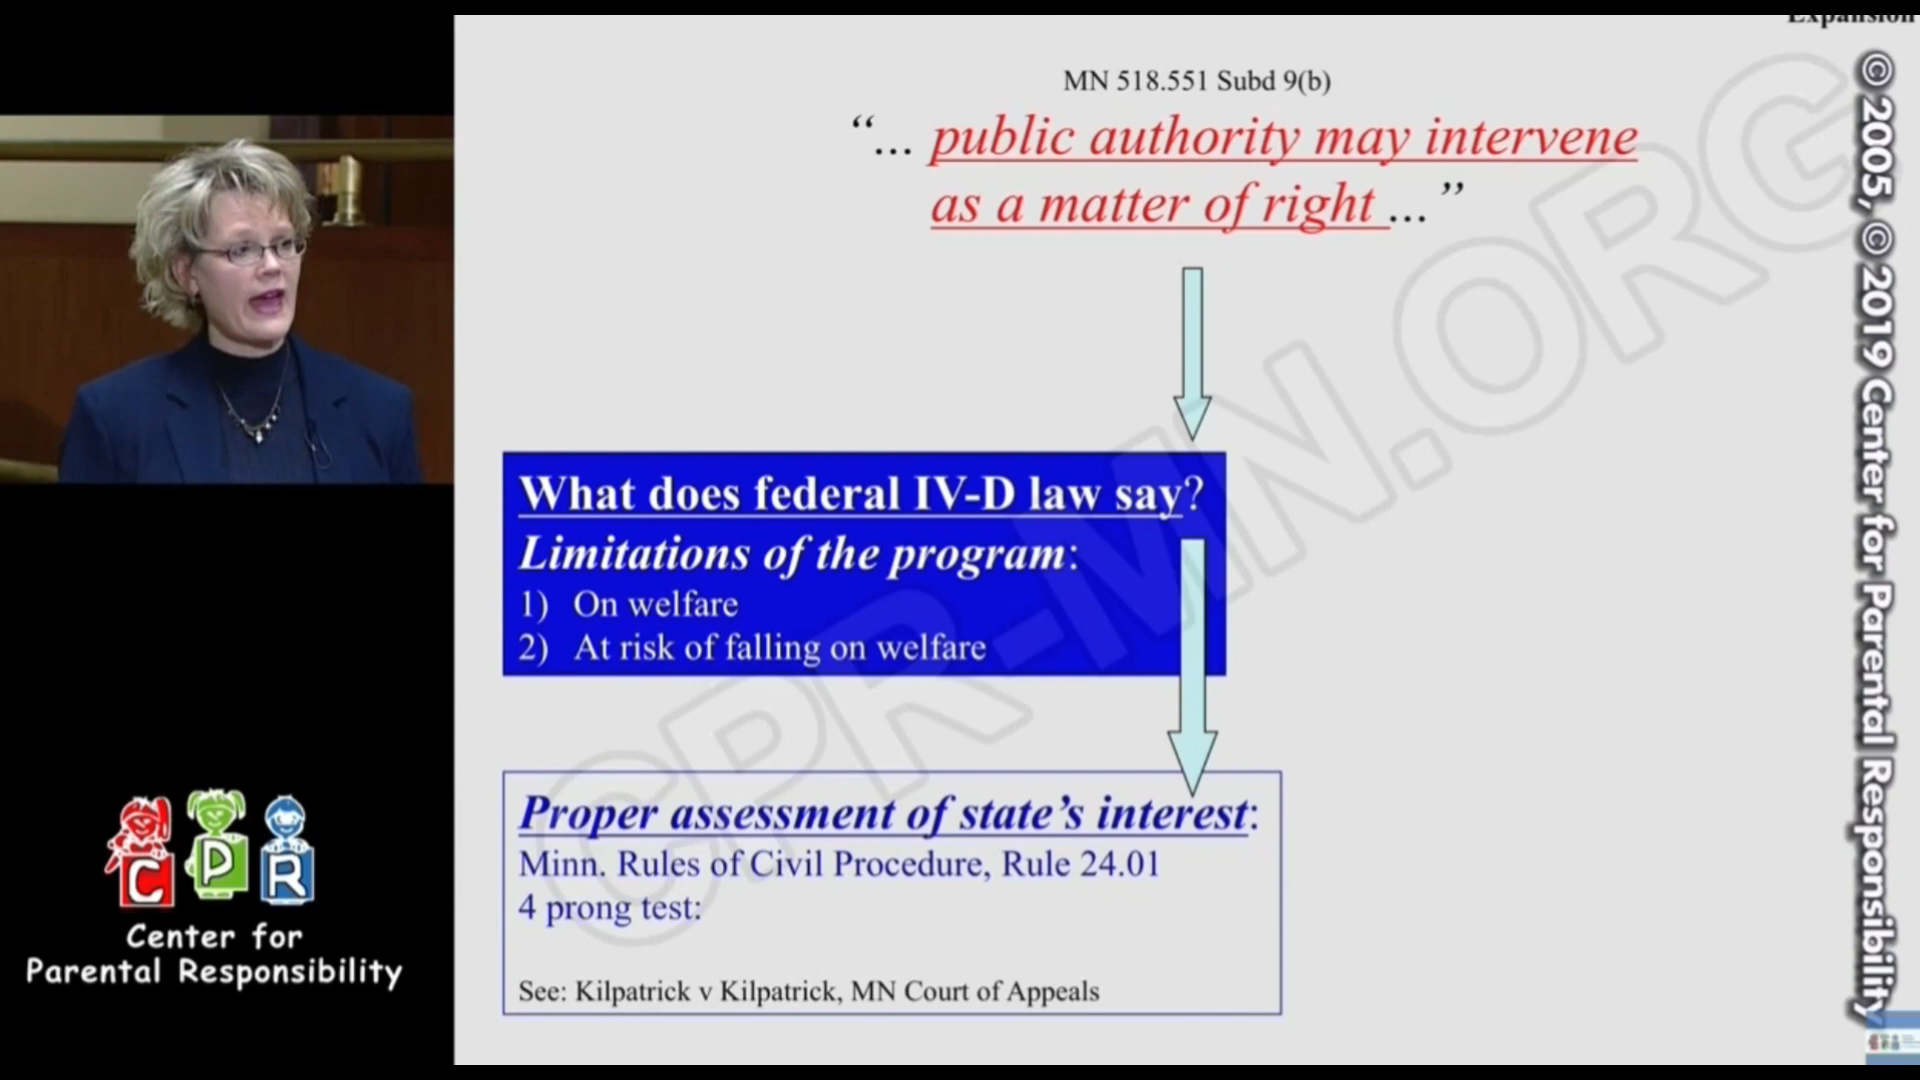 Expansion
MN 518.551 Subd 9(b)
“... public authority may intervene
as a matter of right ...”
What does federal IV-D law say?
Limitations of the program:
1) On welfare
2) At risk of falling on welfare
Proper assessment of state’s interest:
Minn. Rules of Civil Procedure, Rule 24.01
4 prong test:
See: Kilpatrick v Kilpatrick, MN Court of Appeals
CPR-MN.ORG
© 2005, © 2019 Center for Parental Responsibility
CPR
Center for
Parental Responsibility